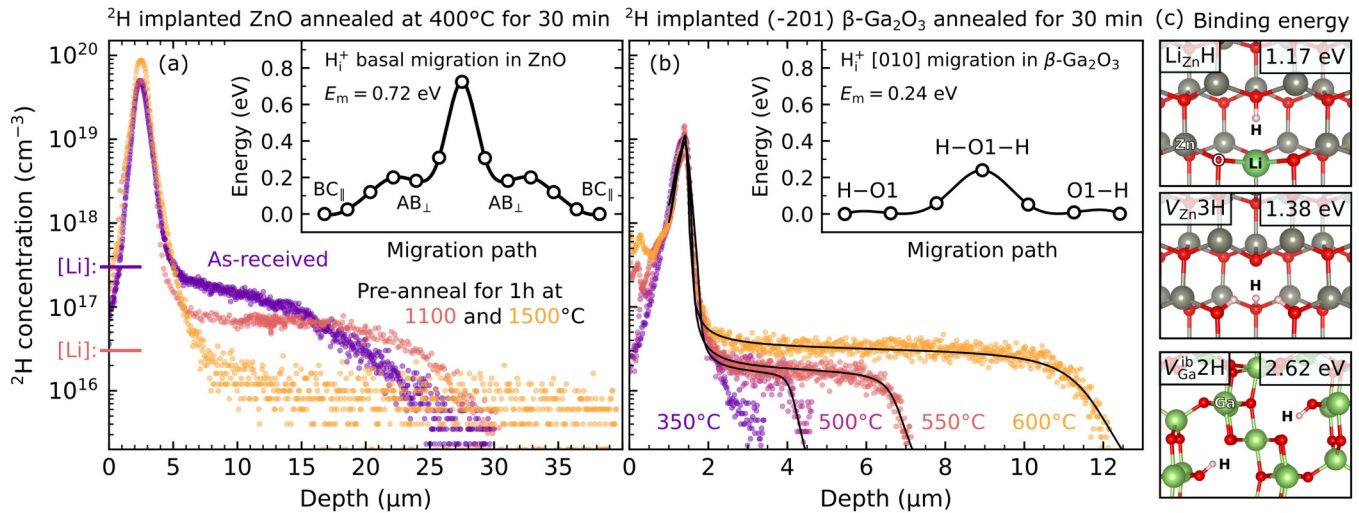 ²H implanted ZnO annealed at 400°C for 30 min
²H implanted (-201) β-Ga₂O₃ annealed for 30 min
(c) Binding energy
²H concentration (cm⁻³)
10²⁰
10¹⁹
10¹⁸
10¹⁷
10¹⁶
[Li]:
[Li]:
(a)
H_i⁺ basal migration in ZnO
E_m = 0.72 eV
Energy (eV)
0.8
0.6
0.4
0.2
0.0
BC∥
AB⊥
AB⊥
BC∥
Migration path
As-received
Pre-anneal for 1h at
1100 and 1500°C
0 5 10 15 20 25 30 35
Depth (μm)
(b)
H_i⁺ [010] migration in β-Ga₂O₃
E_m = 0.24 eV
Energy (eV)
0.8
0.6
0.4
0.2
0.0
H−O1−H
H−O1
O1−H
Migration path
350°C 500°C 550°C 600°C
0 2 4 6 8 10 12
Depth (μm)
Li_ZnH 1.17 eV
H
Zn
O
Li
V_Zn3H 1.38 eV
H
V_Ga^ib2H 2.62 eV
Ga
H
H